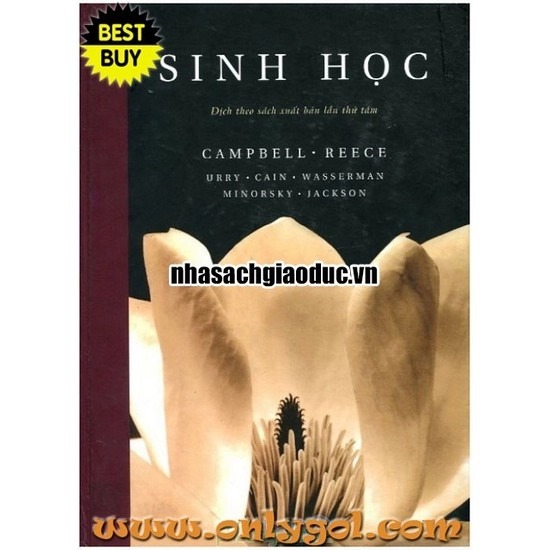 BEST
BUY
SINH HỌC
Dịch theo sách xuất bản lần thứ tám
CAMPBELL · REECE
URRY · CAIN · WASSERMAN
MINORSKY · JACKSON
nhasachgiaoduc.vn
www.onlygol.com